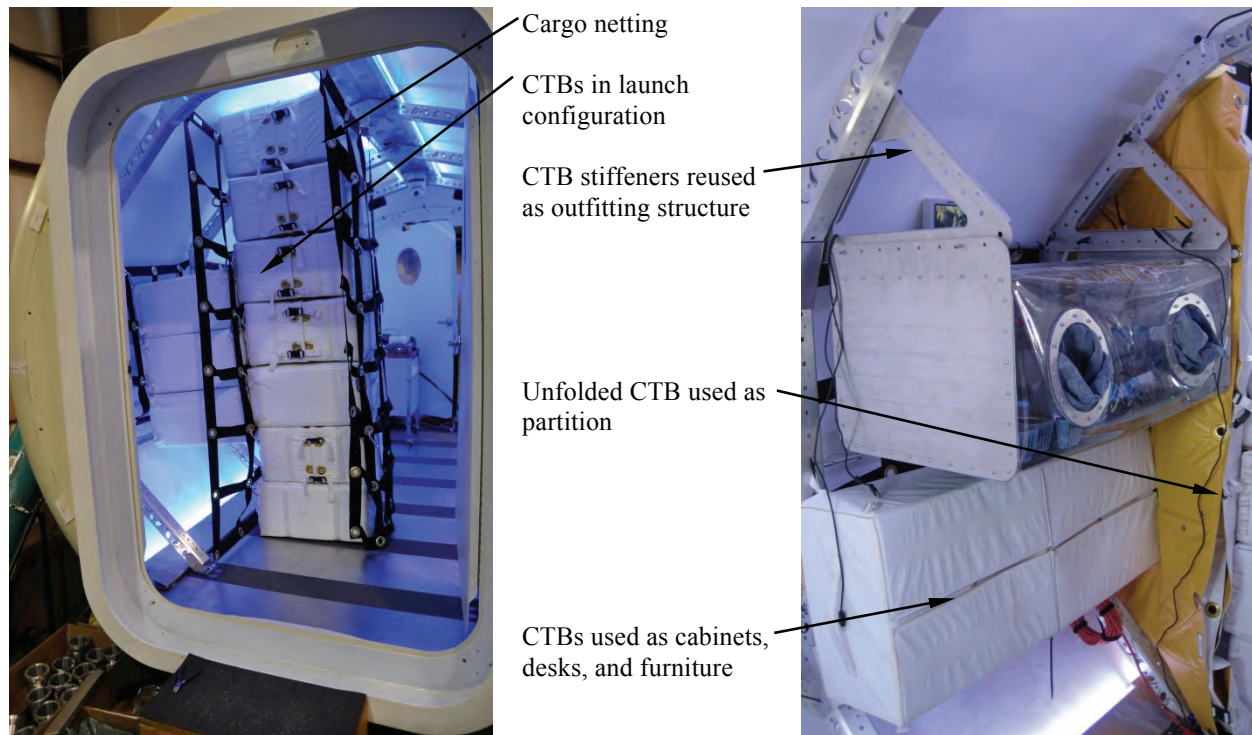 Cargo netting
CTBs in launch
configuration
CTB stiffeners reused
as outfitting structure
Unfolded CTB used as
partition
CTBs used as cabinets,
desks, and furniture